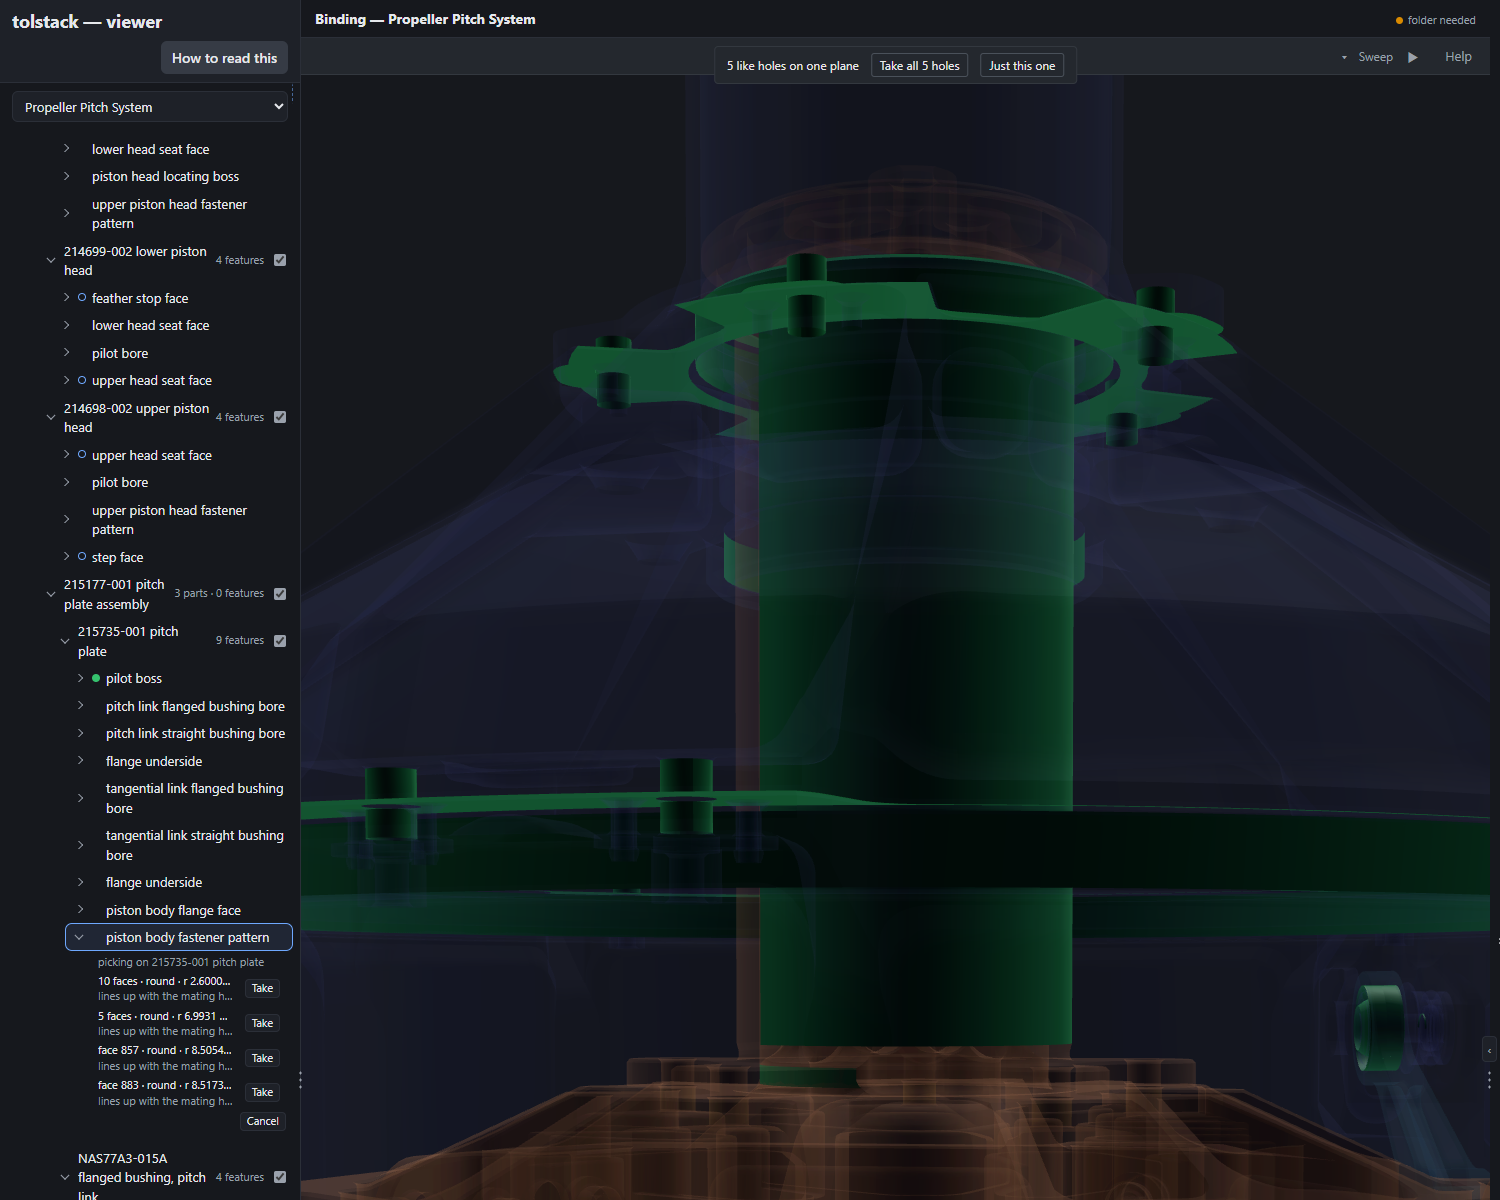 tolstack — viewer
How to read this
Propeller Pitch System
lower head seat face
piston head locating boss
upper piston head fastener
pattern
214699-002 lower piston
head
4 features
feather stop face
lower head seat face
pilot bore
upper head seat face
214698-002 upper piston
head
4 features
upper head seat face
pilot bore
upper piston head fastener
pattern
step face
215177-001 pitch
plate assembly
3 parts · 0 features
215735-001 pitch
plate
9 features
pilot boss
pitch link flanged bushing bore
pitch link straight bushing bore
flange underside
tangential link flanged bushing
bore
tangential link straight bushing
bore
flange underside
piston body flange face
piston body fastener pattern
picking on 215735-001 pitch plate
10 faces · round · r 2.6000...
lines up with the mating h...
Take
5 faces · round · r 6.9931 ...
lines up with the mating h...
Take
face 857 · round · r 8.5054...
lines up with the mating h...
Take
face 883 · round · r 8.5173...
lines up with the mating h...
Take
Cancel
NAS77A3-015A
flanged bushing, pitch
link
4 features
Binding — Propeller Pitch System
folder needed
5 like holes on one plane
Take all 5 holes
Just this one
Sweep
Help